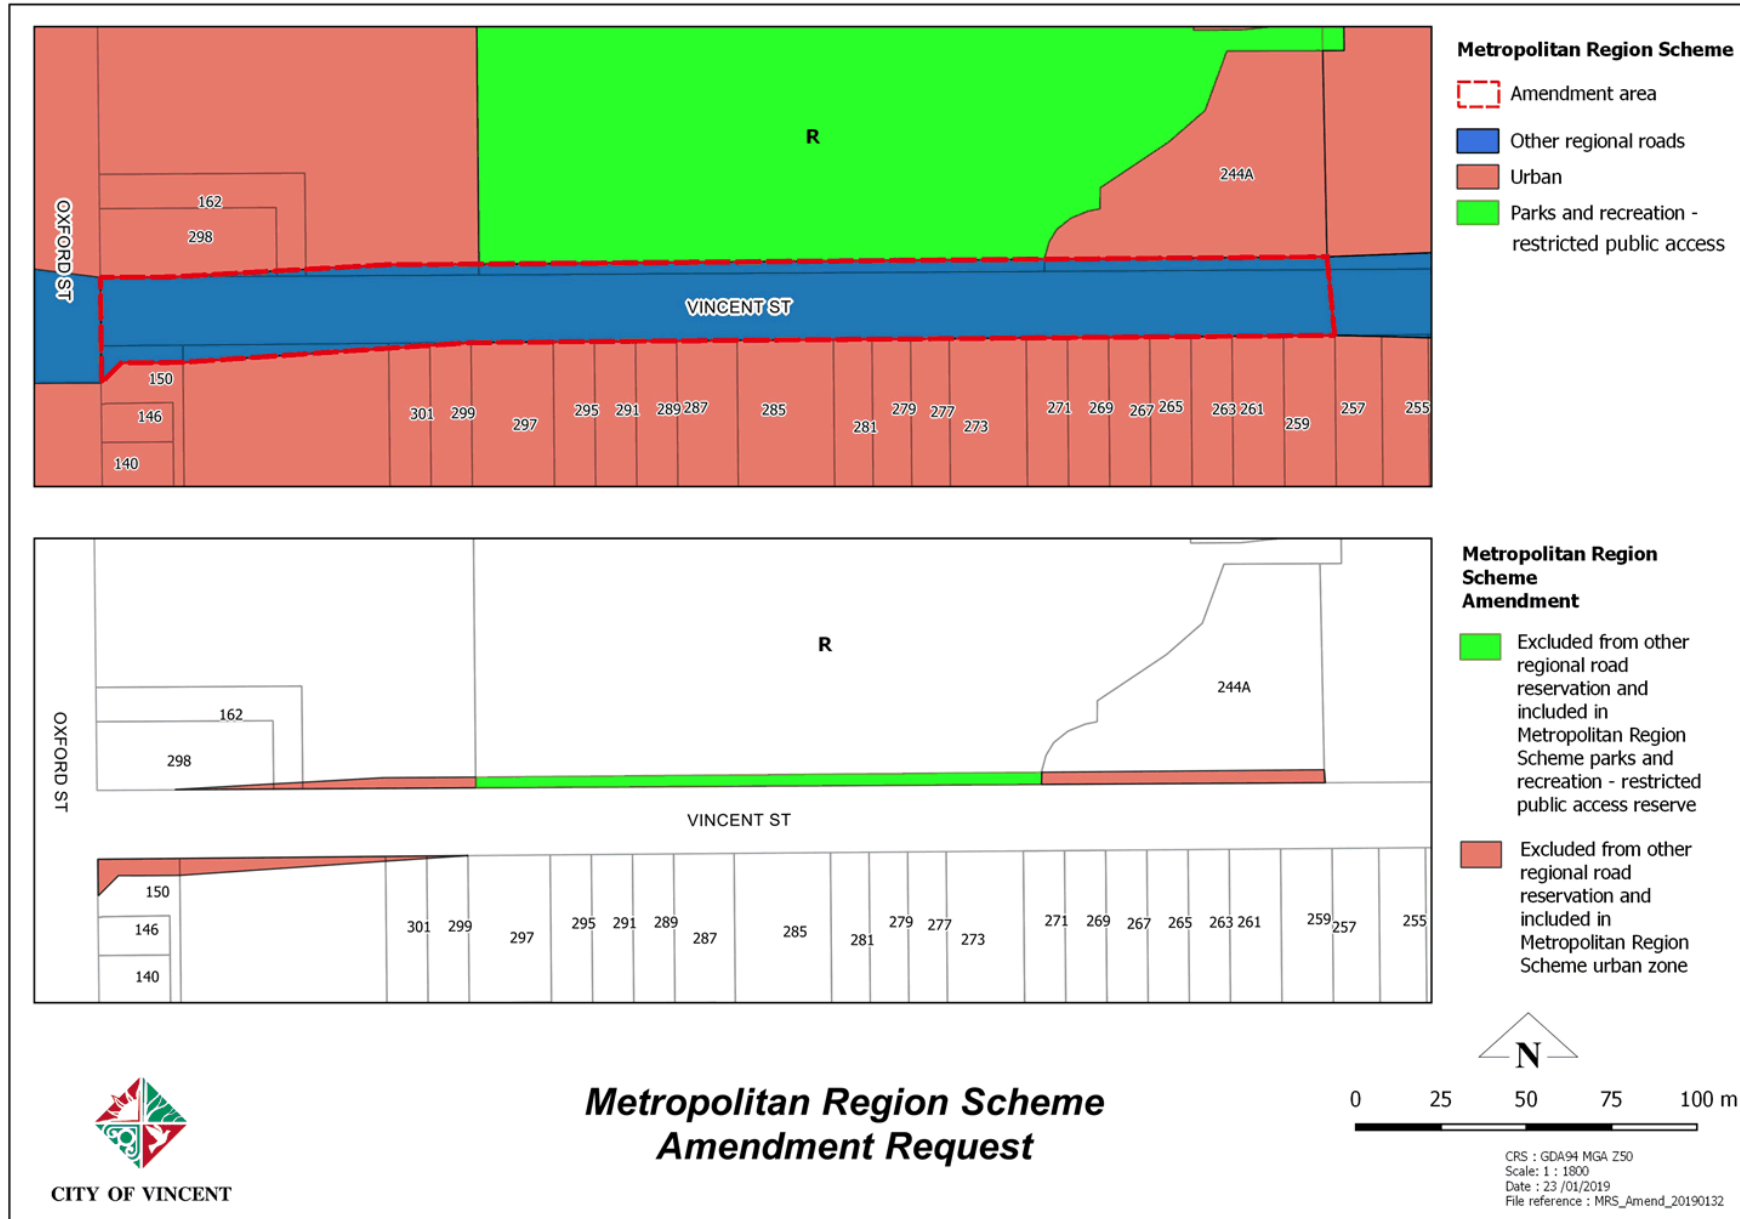 Metropolitan Region Scheme
Amendment area
Other regional roads
Urban
Parks and recreation -
restricted public access
OXFORD ST
162
298
R
244A
VINCENT ST
150
146
140
301
299
297
295
291
289
287
285
281
279
277
273
271
269
267
265
263
261
259
257
255
Metropolitan Region
Scheme
Amendment
Excluded from other
regional road
reservation and
included in
Metropolitan Region
Scheme parks and
recreation - restricted
public access reserve
Excluded from other
regional road
reservation and
included in
Metropolitan Region
Scheme urban zone
OXFORD ST
162
298
R
244A
VINCENT ST
150
146
140
301
299
297
295
291
289
287
285
281
279
277
273
271
269
267
265
263
261
259
257
255
N
0 25 50 75 100 m
CRS : GDA94 MGA Z50
Scale: 1 : 1800
Date : 23 /01/2019
File reference : MRS_Amend_20190132
Metropolitan Region Scheme
Amendment Request
CITY OF VINCENT